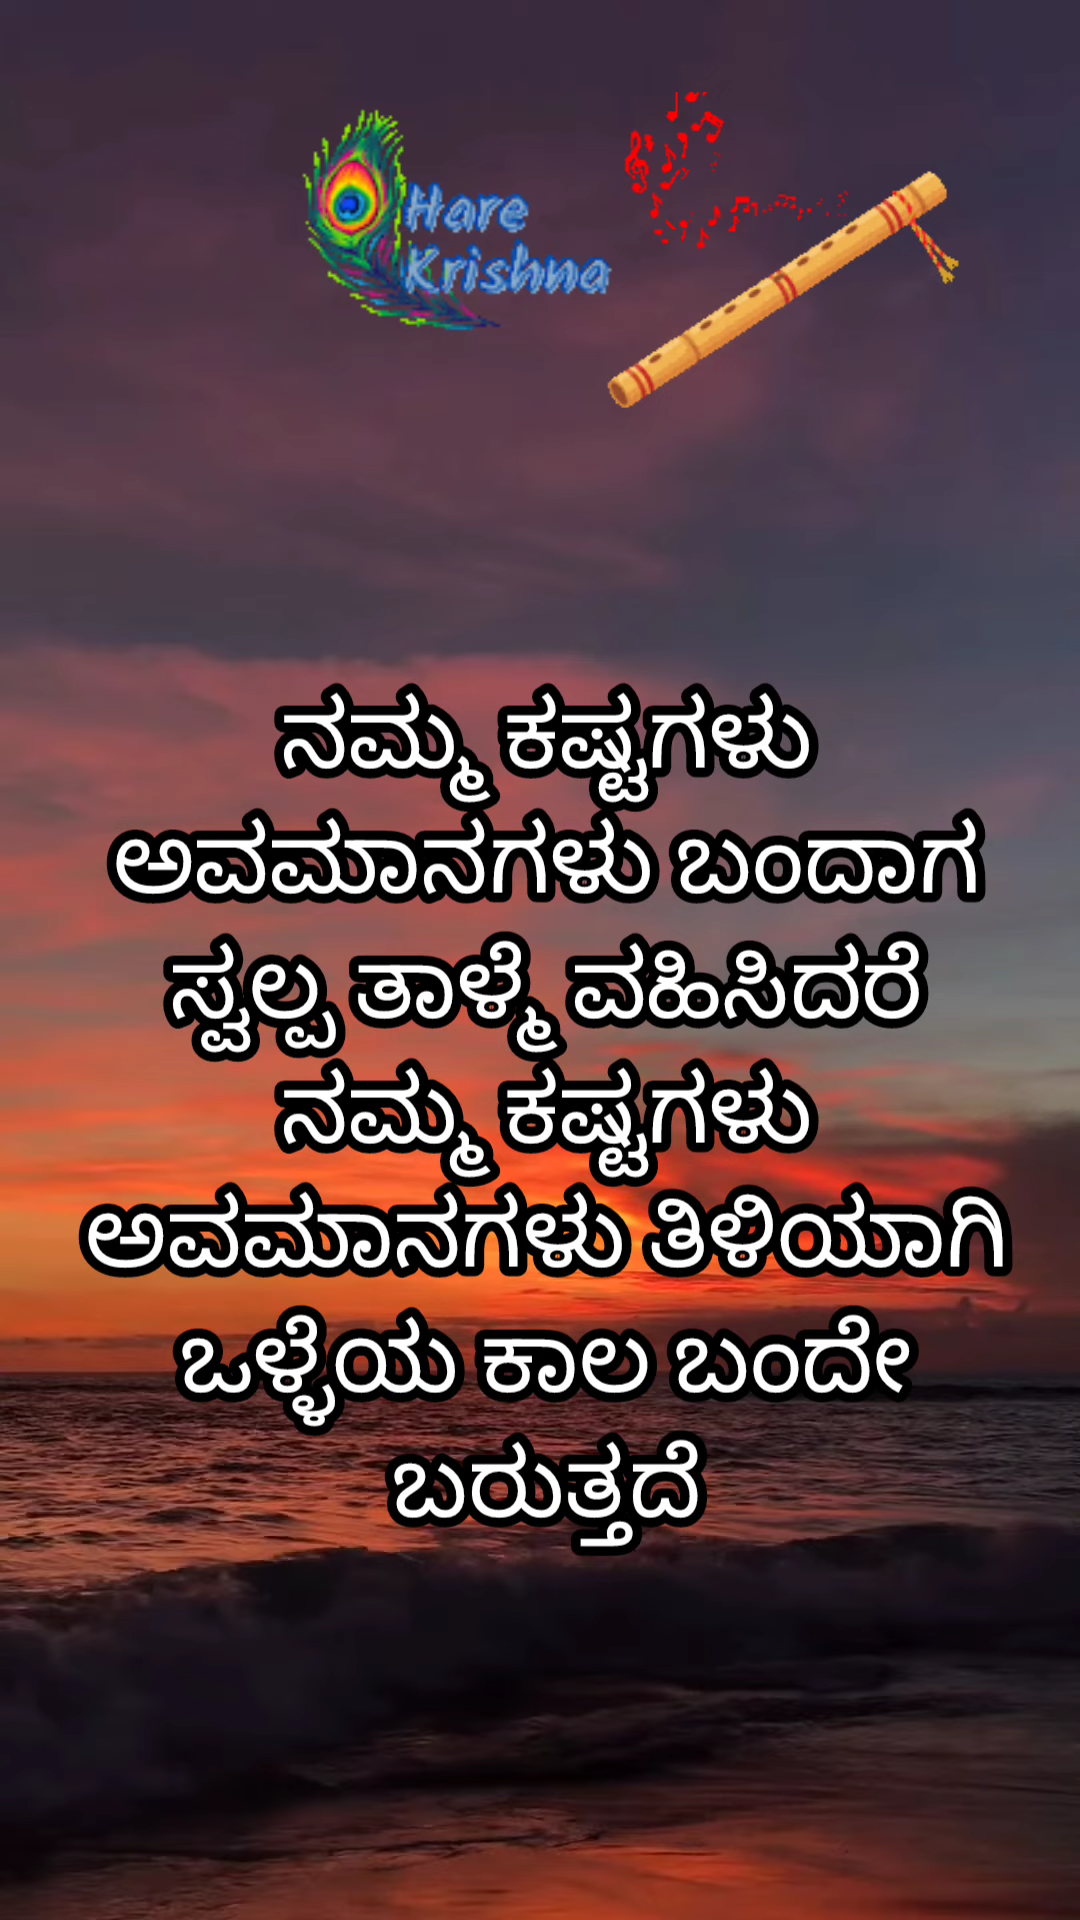 Hare
Krishna
ನಮ್ಮ ಕಷ್ಟಗಳು
ಅವಮಾನಗಳು ಬಂದಾಗ
ಸ್ವಲ್ಪ ತಾಳ್ಮೆ ವಹಿಸಿದರೆ
ನಮ್ಮ ಕಷ್ಟಗಳು
ಅವಮಾನಗಳು ತಿಳಿಯಾಗಿ
ಒಳ್ಳೆಯ ಕಾಲ ಬಂದೇ
ಬರುತ್ತದೆ